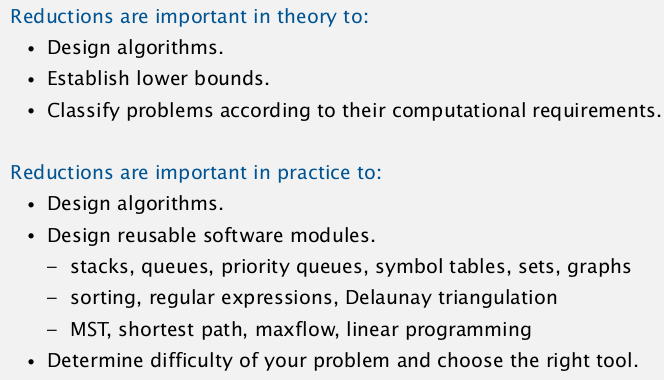 Reductions are important in theory to:
• Design algorithms.
• Establish lower bounds.
• Classify problems according to their computational requirements.
Reductions are important in practice to:
• Design algorithms.
• Design reusable software modules.
– stacks, queues, priority queues, symbol tables, sets, graphs
– sorting, regular expressions, Delaunay triangulation
– MST, shortest path, maxflow, linear programming
• Determine difficulty of your problem and choose the right tool.